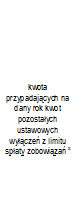 kwota
przypadających na
dany rok kwot
pozostałych
ustawowych
wyłączeń z limitu
spłaty zobowiązań